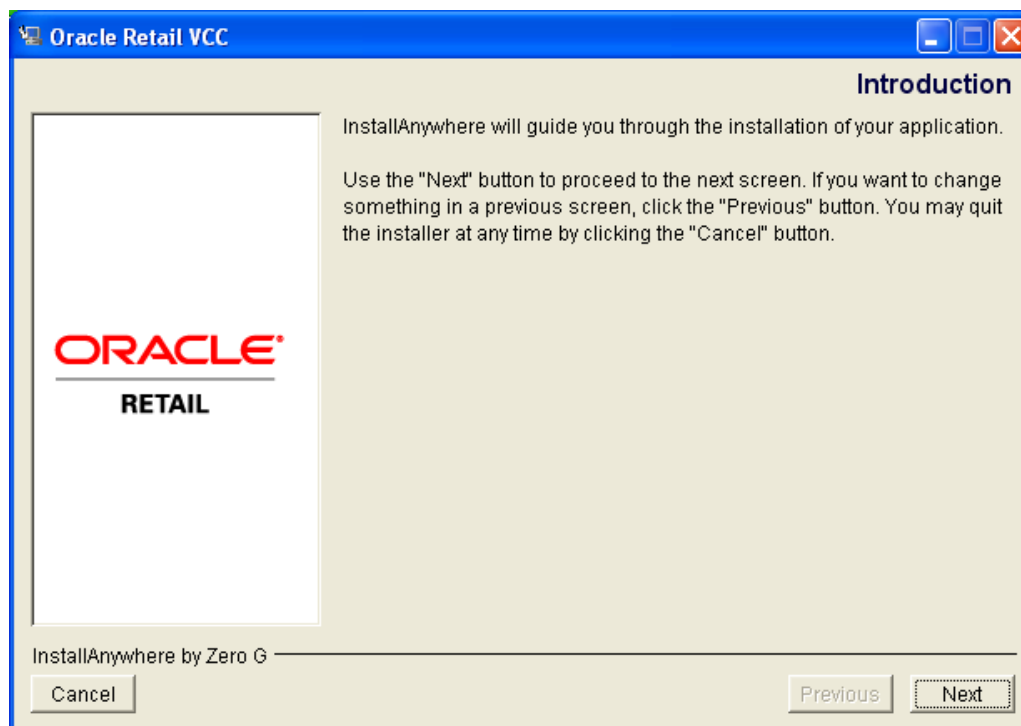 Oracle Retail VCC
Introduction
InstallAnywhere will guide you through the installation of your application.
Use the "Next" button to proceed to the next screen. If you want to change
something in a previous screen, click the "Previous" button. You may quit
the installer at any time by clicking the "Cancel" button.
ORACLE®
RETAIL
InstallAnywhere by Zero G
Cancel
Previous
Next